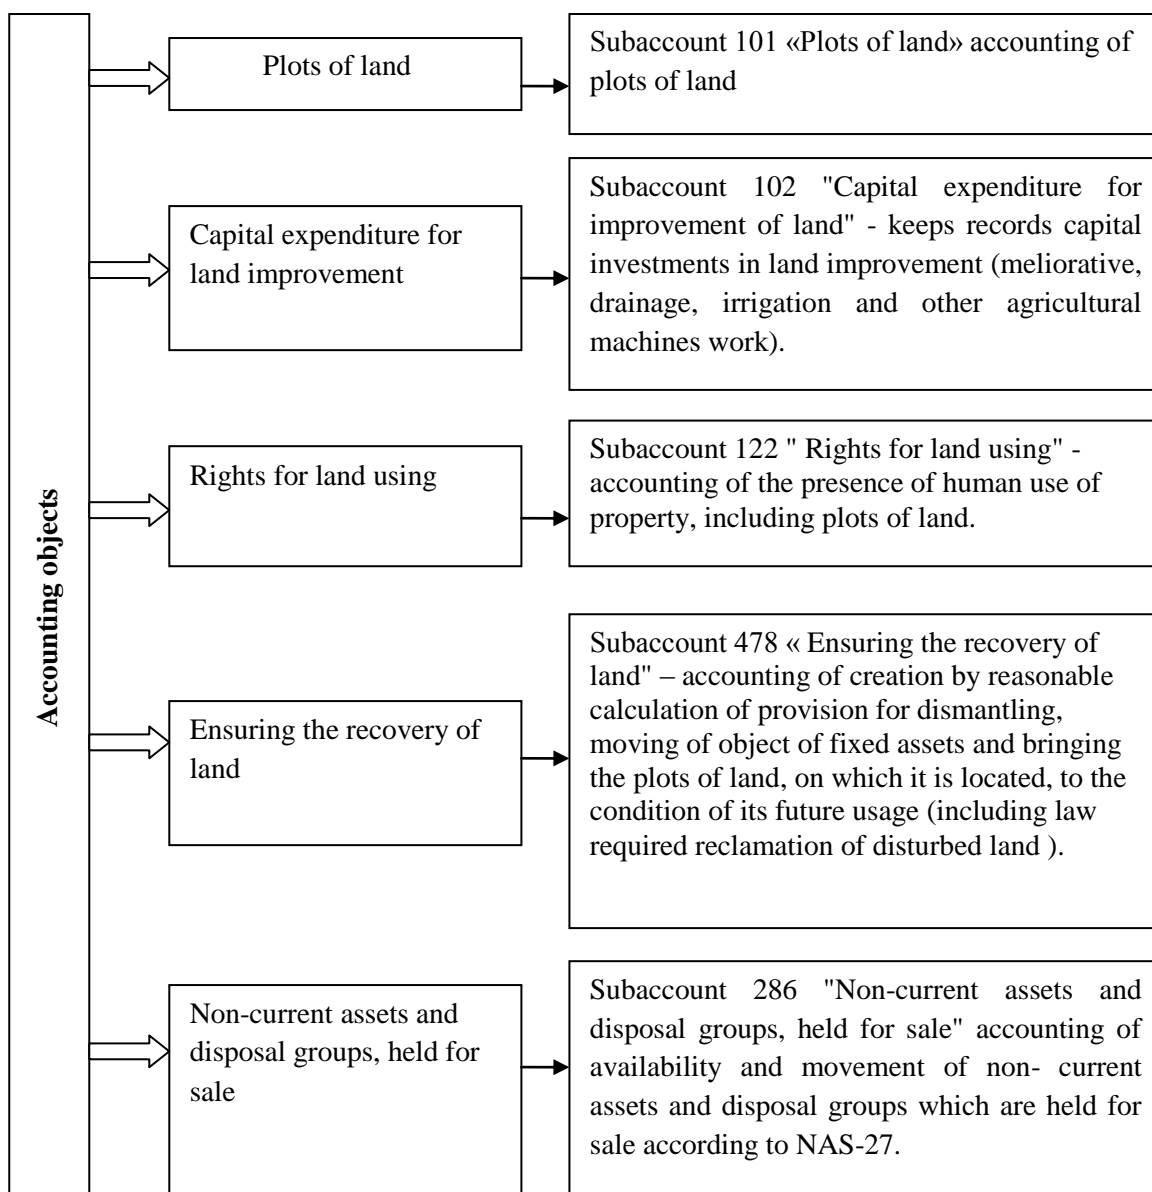 Accounting objects
Plots of land
Subaccount 101 «Plots of land» accounting of
plots of land
Capital expenditure for
land improvement
Subaccount 102 "Capital expenditure for
improvement of land" - keeps records capital
investments in land improvement (meliorative,
drainage, irrigation and other agricultural
machines work).
Rights for land using
Subaccount 122 " Rights for land using" -
accounting of the presence of human use of
property, including plots of land.
Ensuring the recovery of
land
Subaccount 478 « Ensuring the recovery of
land" – accounting of creation by reasonable
calculation of provision for dismantling,
moving of object of fixed assets and bringing
the plots of land, on which it is located, to the
condition of its future usage (including law
required reclamation of disturbed land ).
Non-current assets and
disposal groups, held for
sale
Subaccount 286 "Non-current assets and
disposal groups, held for sale" accounting of
availability and movement of non- current
assets and disposal groups which are held for
sale according to NAS-27.